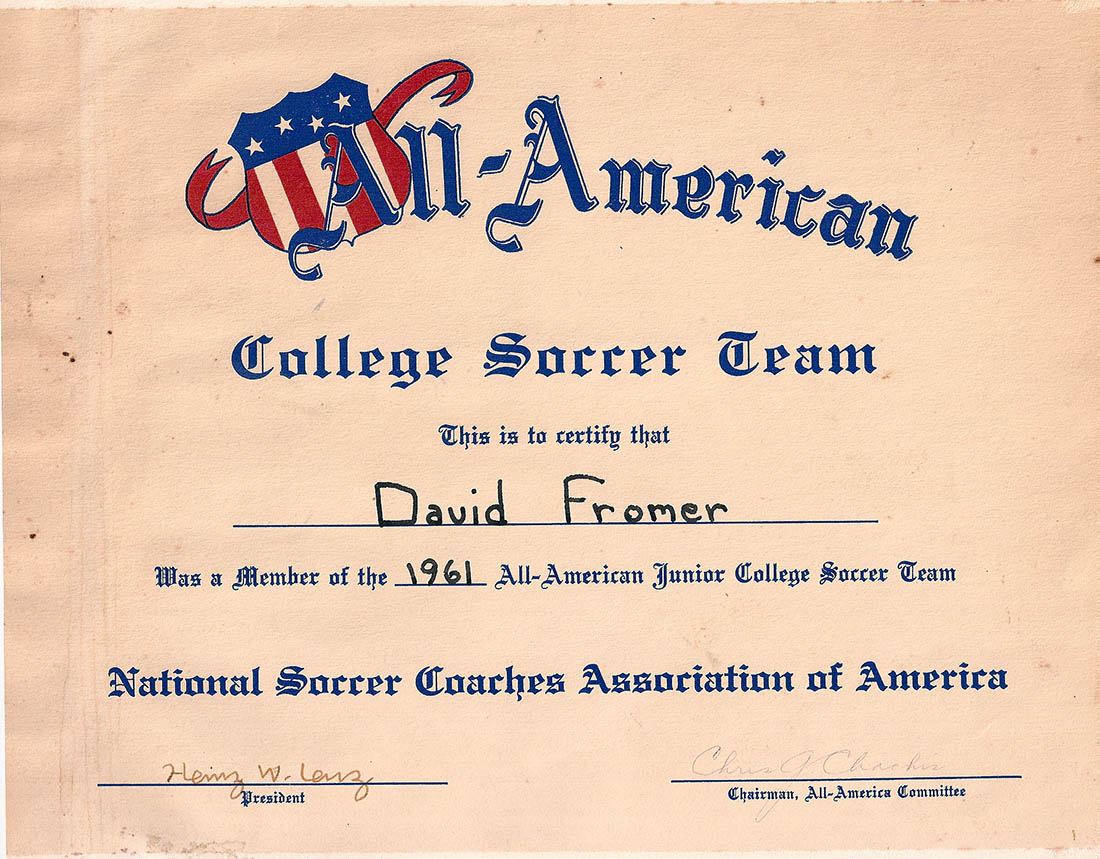 All-American
College Soccer Team
This is to certify that
David Fromer
Was a Member of the 1961 All-American Junior College Soccer Team
National Soccer Coaches Association of America
Heinz W. Lenz
President
Chris
Chairman, All-America Committee